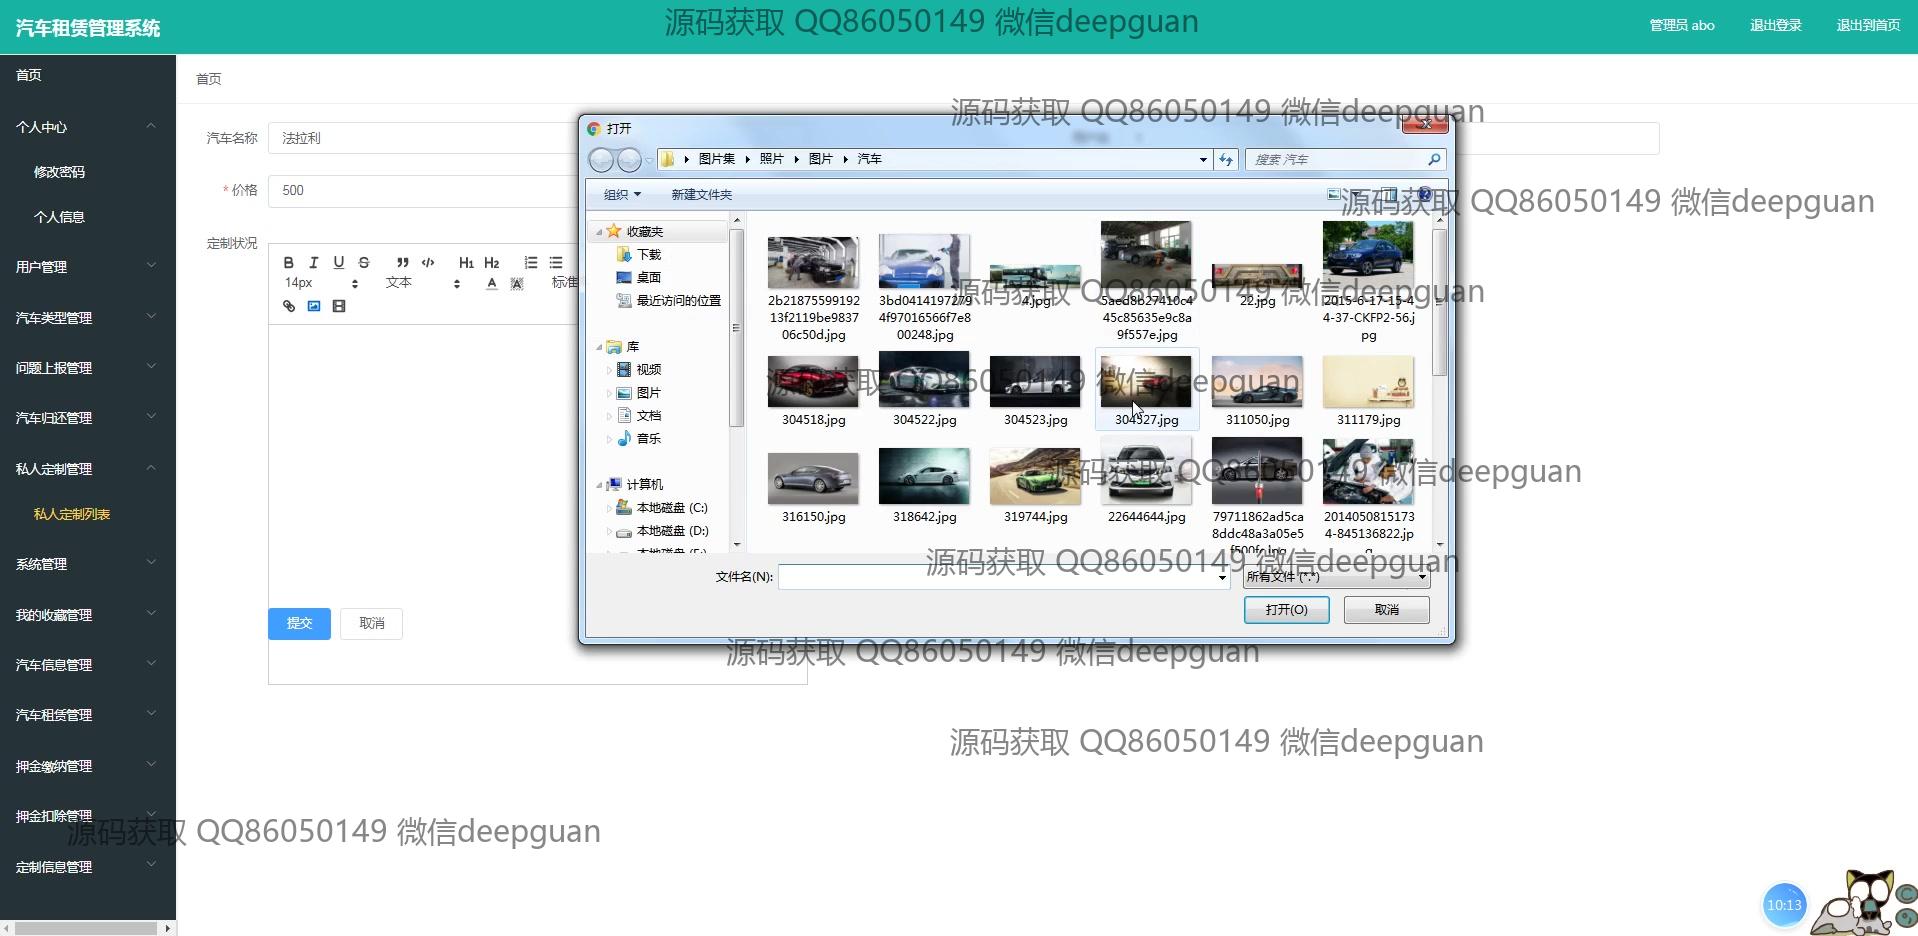 汽车租赁管理系统
源码获取 QQ86050149 微信deepguan
管理员 abo
退出登录
退出到首页
首页
个人中心
修改密码
个人信息
用户管理
汽车类型管理
问题上报管理
汽车归还管理
私人定制管理
私人定制列表
系统管理
我的收藏管理
汽车信息管理
汽车租赁管理
押金缴纳管理
押金扣除管理
定制信息管理
首页
汽车名称 法拉利
* 价格 500
定制状况
B I U S H1 H2
14px 文本 A A 标准
提交 取消
源码获取 QQ86050149 微信deepguan
打开
图片集 照片 图片 汽车
搜索 汽车
组织 新建文件夹
源码获取 QQ86050149 微信deepguan
收藏夹
下载
桌面
最近访问的位置
库
视频
图片
文档
音乐
计算机
本地磁盘 (C:)
本地磁盘 (D:)
2b21875599192
13f2119be9837
06c50d.jpg
3bd0414197279
4f97016566f7e8
00248.jpg
4.jpg
5aed8b27410c4
45c85635e9c8a
9f557e.jpg
22.jpg
2015-6-17-15-4
4-37-CKFP2-56.j
pg
源码获取 QQ86050149 微信deepguan
304518.jpg
304522.jpg
304523.jpg
304527.jpg
311050.jpg
311179.jpg
源码获取 QQ86050149 微信deepguan
316150.jpg
318642.jpg
319744.jpg
22644644.jpg
79711862ad5ca
8ddc48a3a05e5
f500fc.jpg
2014050815173
4-845136822.jp
源码获取 QQ86050149 微信deepguan
文件名(N):
所有文件 (*.*)
源码获取 QQ86050149 微信deepguan
打开(O) 取消
源码获取 QQ86050149 微信deepguan
源码获取 QQ86050149 微信deepguan
源码获取 QQ86050149 微信deepguan
10:13